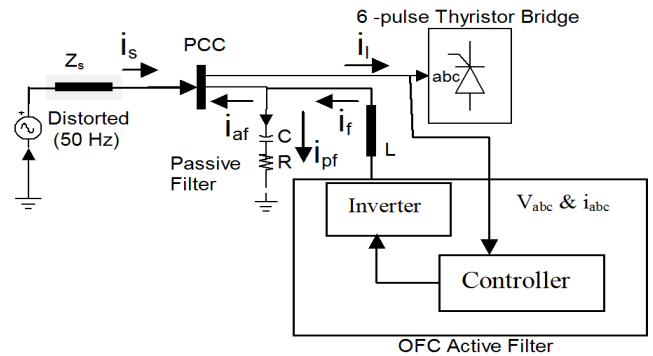 6 -pulse Thyristor Bridge
Zs
is
PCC
il
abc
Distorted
(50 Hz)
iaf
C
R
ipf
if
L
Passive
Filter
Inverter
Vabc & iabc
Controller
OFC Active Filter